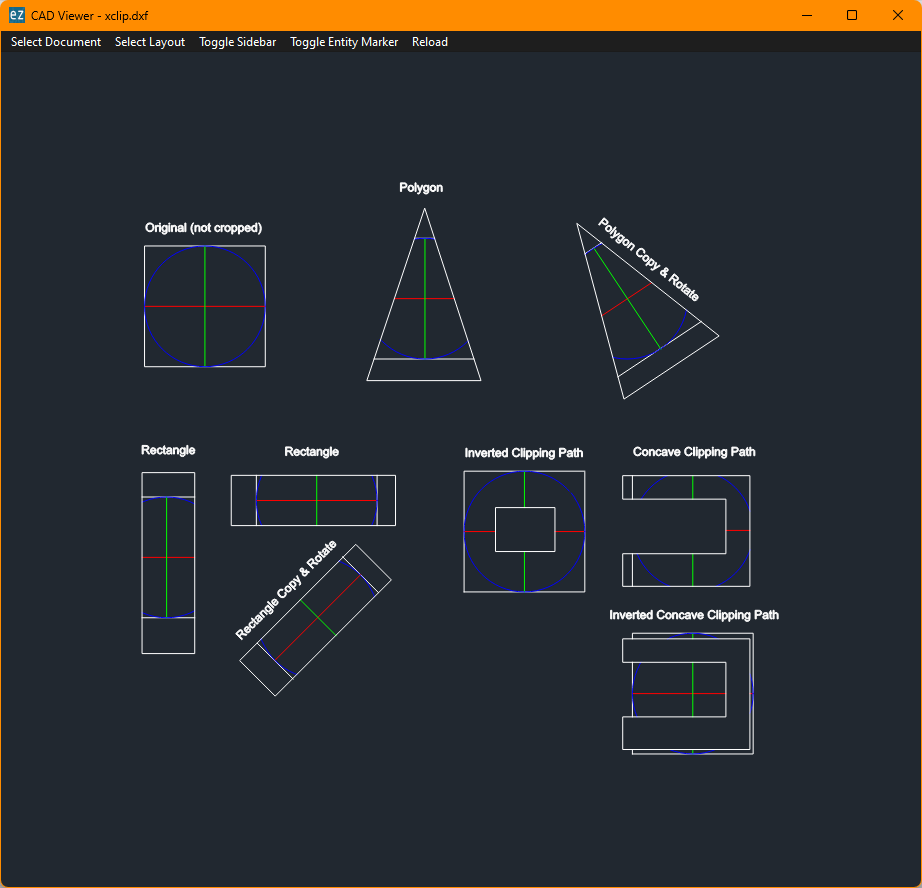 ez CAD Viewer - xclip.dxf
Select Document Select Layout Toggle Sidebar Toggle Entity Marker Reload
Polygon
Original (not cropped)
Polygon Copy & Rotate
Rectangle
Rectangle
Inverted Clipping Path
Concave Clipping Path
Rectangle Copy & Rotate
Inverted Concave Clipping Path